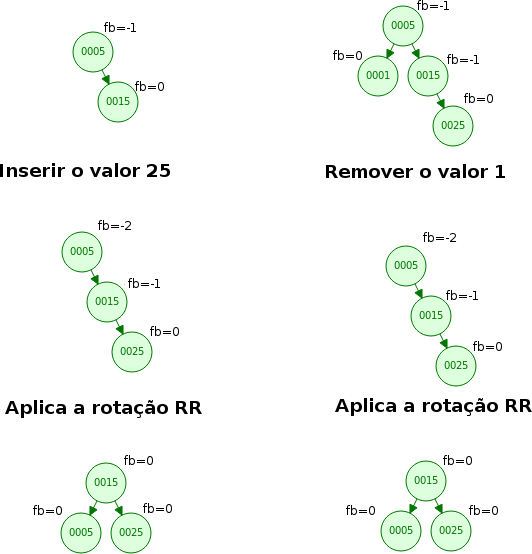 fb=-1
0005
fb=0
0015
Inserir o valor 25
fb=-2
0005
fb=-1
0015
fb=0
0025
Aplica a rotação RR
fb=0
0015
fb=0
fb=0
0005
0025
fb=-1
0005
fb=0
fb=-1
0001
0015
fb=0
0025
Remover o valor 1
fb=-2
0005
fb=-1
0015
fb=0
0025
Aplica a rotação RR
fb=0
0015
fb=0
fb=0
0005
0025